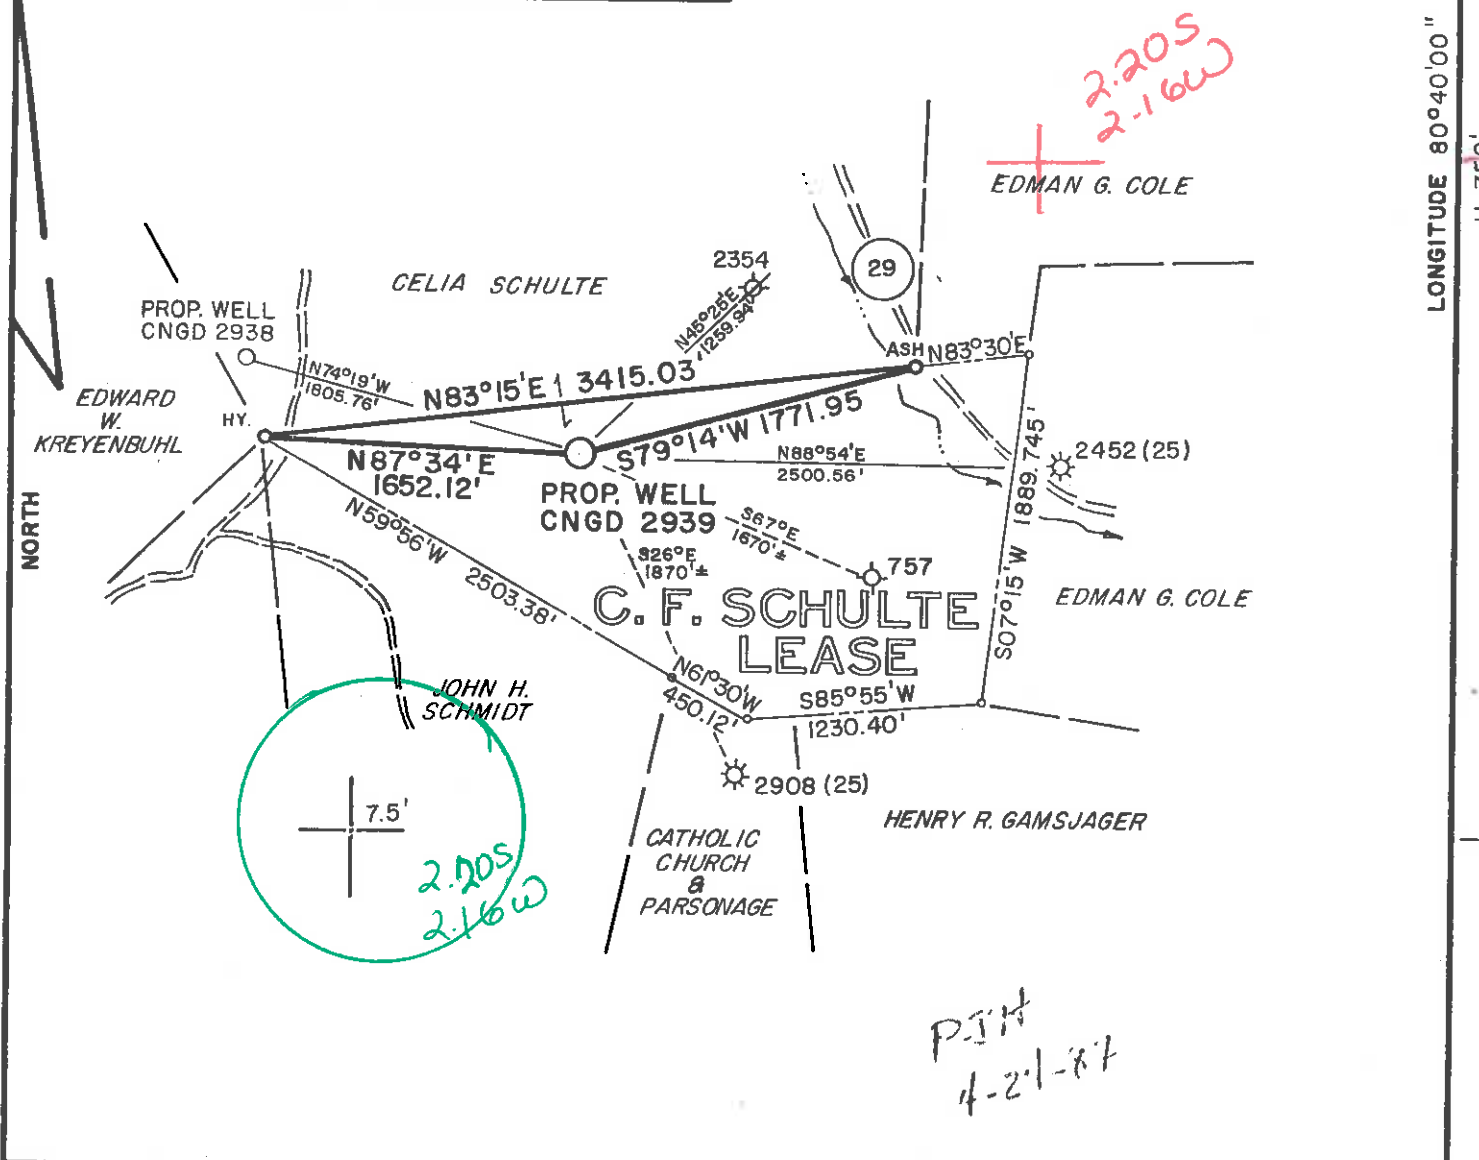 2.20S
2.16W
LONGITUDE 80°40'00"
EDMAN G. COLE
29
2354
CELIA SCHULTE
N45°25'E
1259.94'
PROP. WELL
CNGD 2938
ASH
N83°30'E
N74°19'W
1805.76'
N83°15'E 3415.03'
EDWARD
W.
KREYENBUHL
HY.
S79°14'W 1771.95
N87°34'E
1652.12'
N88°54'E
2500.56'
2452 (25)
S07°15'W 1889.745'
PROP. WELL
CNGD 2939
NORTH
N59°56'W 2503.38'
S67°E
1670'±
S26°E
1870'±
757
C. F. SCHULTE
LEASE
EDMAN G. COLE
N61°30'W
450.12'
S85°55'W
1230.40'
JOHN H.
SCHMIDT
2908 (25)
7.5'
HENRY R. GAMSJAGER
CATHOLIC
CHURCH
&
PARSONAGE
2.20S
2.16W
4-21-87